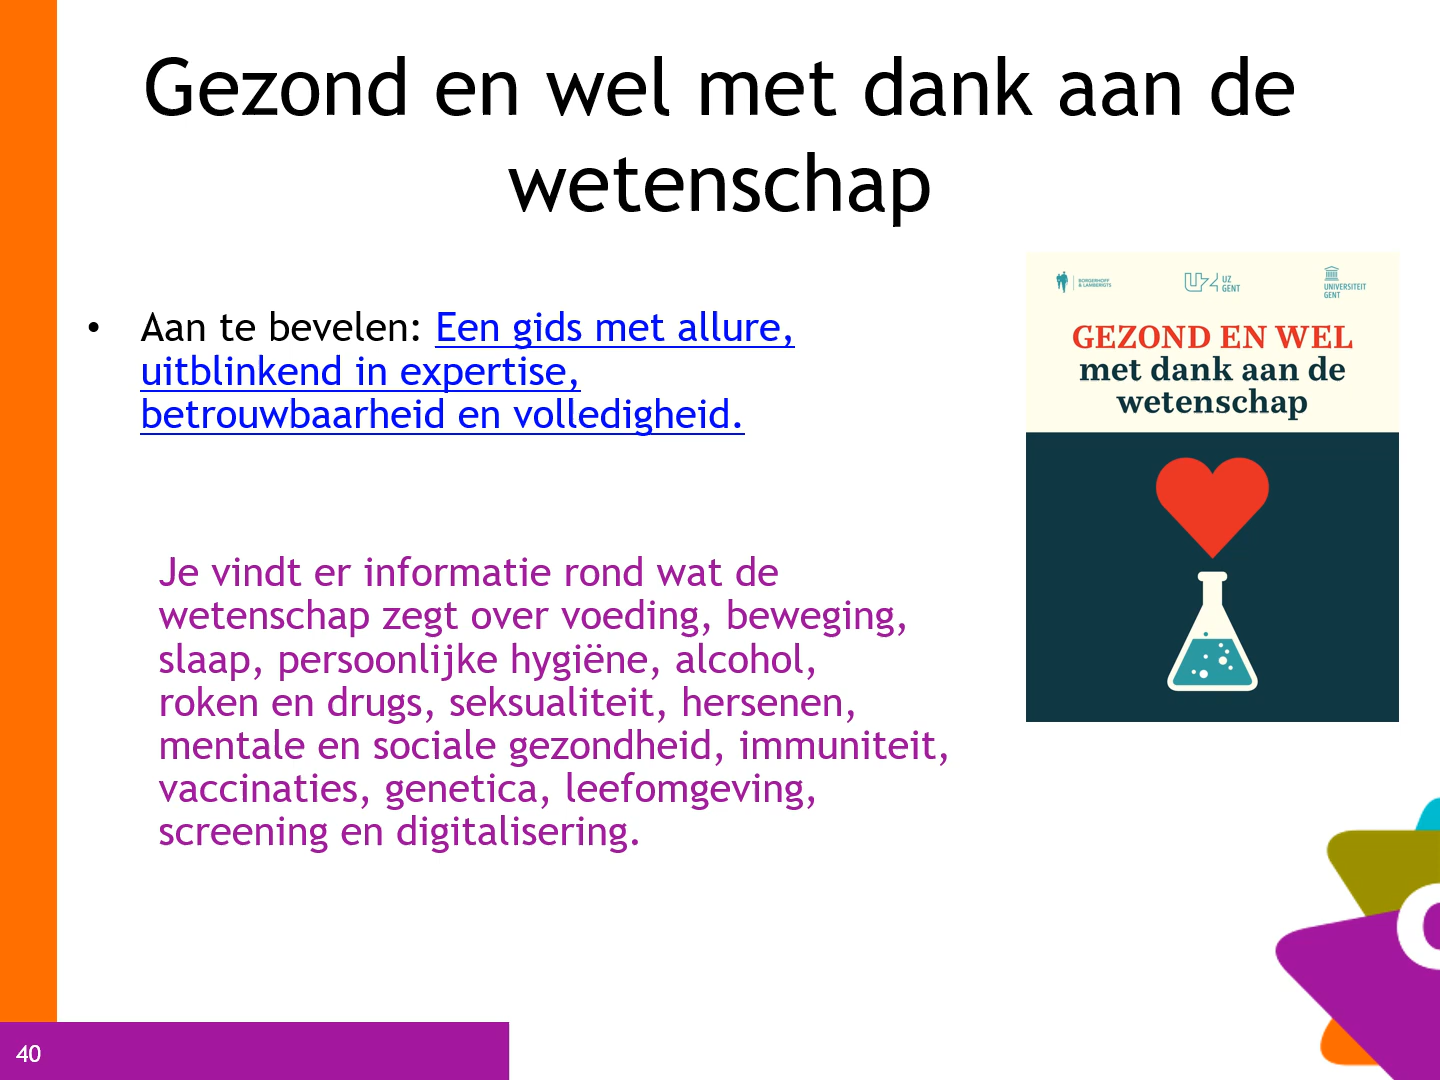 Gezond en wel met dank aan de
wetenschap
• Aan te bevelen: Een gids met allure,
uitblinkend in expertise,
betrouwbaarheid en volledigheid.
Je vindt er informatie rond wat de
wetenschap zegt over voeding, beweging,
slaap, persoonlijke hygiëne, alcohol,
roken en drugs, seksualiteit, hersenen,
mentale en sociale gezondheid, immuniteit,
vaccinaties, genetica, leefomgeving,
screening en digitalisering.
BORGERHOFF
& LAMBERIGTS
UZ
GENT
UNIVERSITEIT
GENT
GEZOND EN WEL
met dank aan de
wetenschap
40